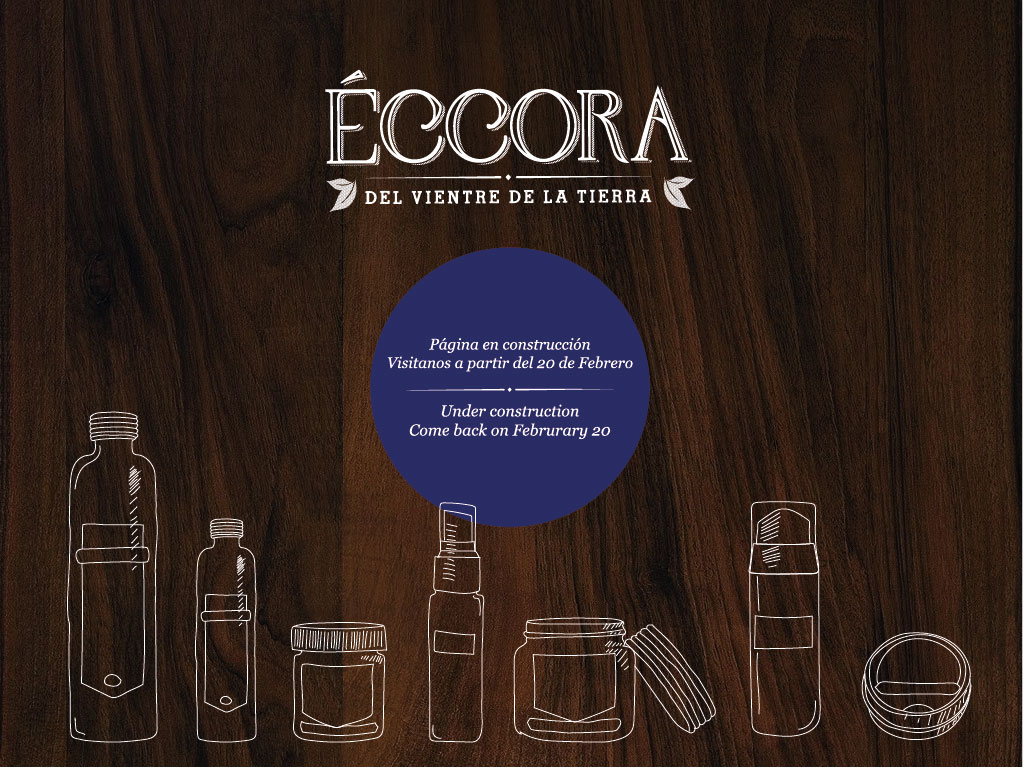 ÉCCORA
DEL VIENTRE DE LA TIERRA
Página en construcción
Visitanos a partir del 20 de Febrero
Under construction
Come back on Februrary 20